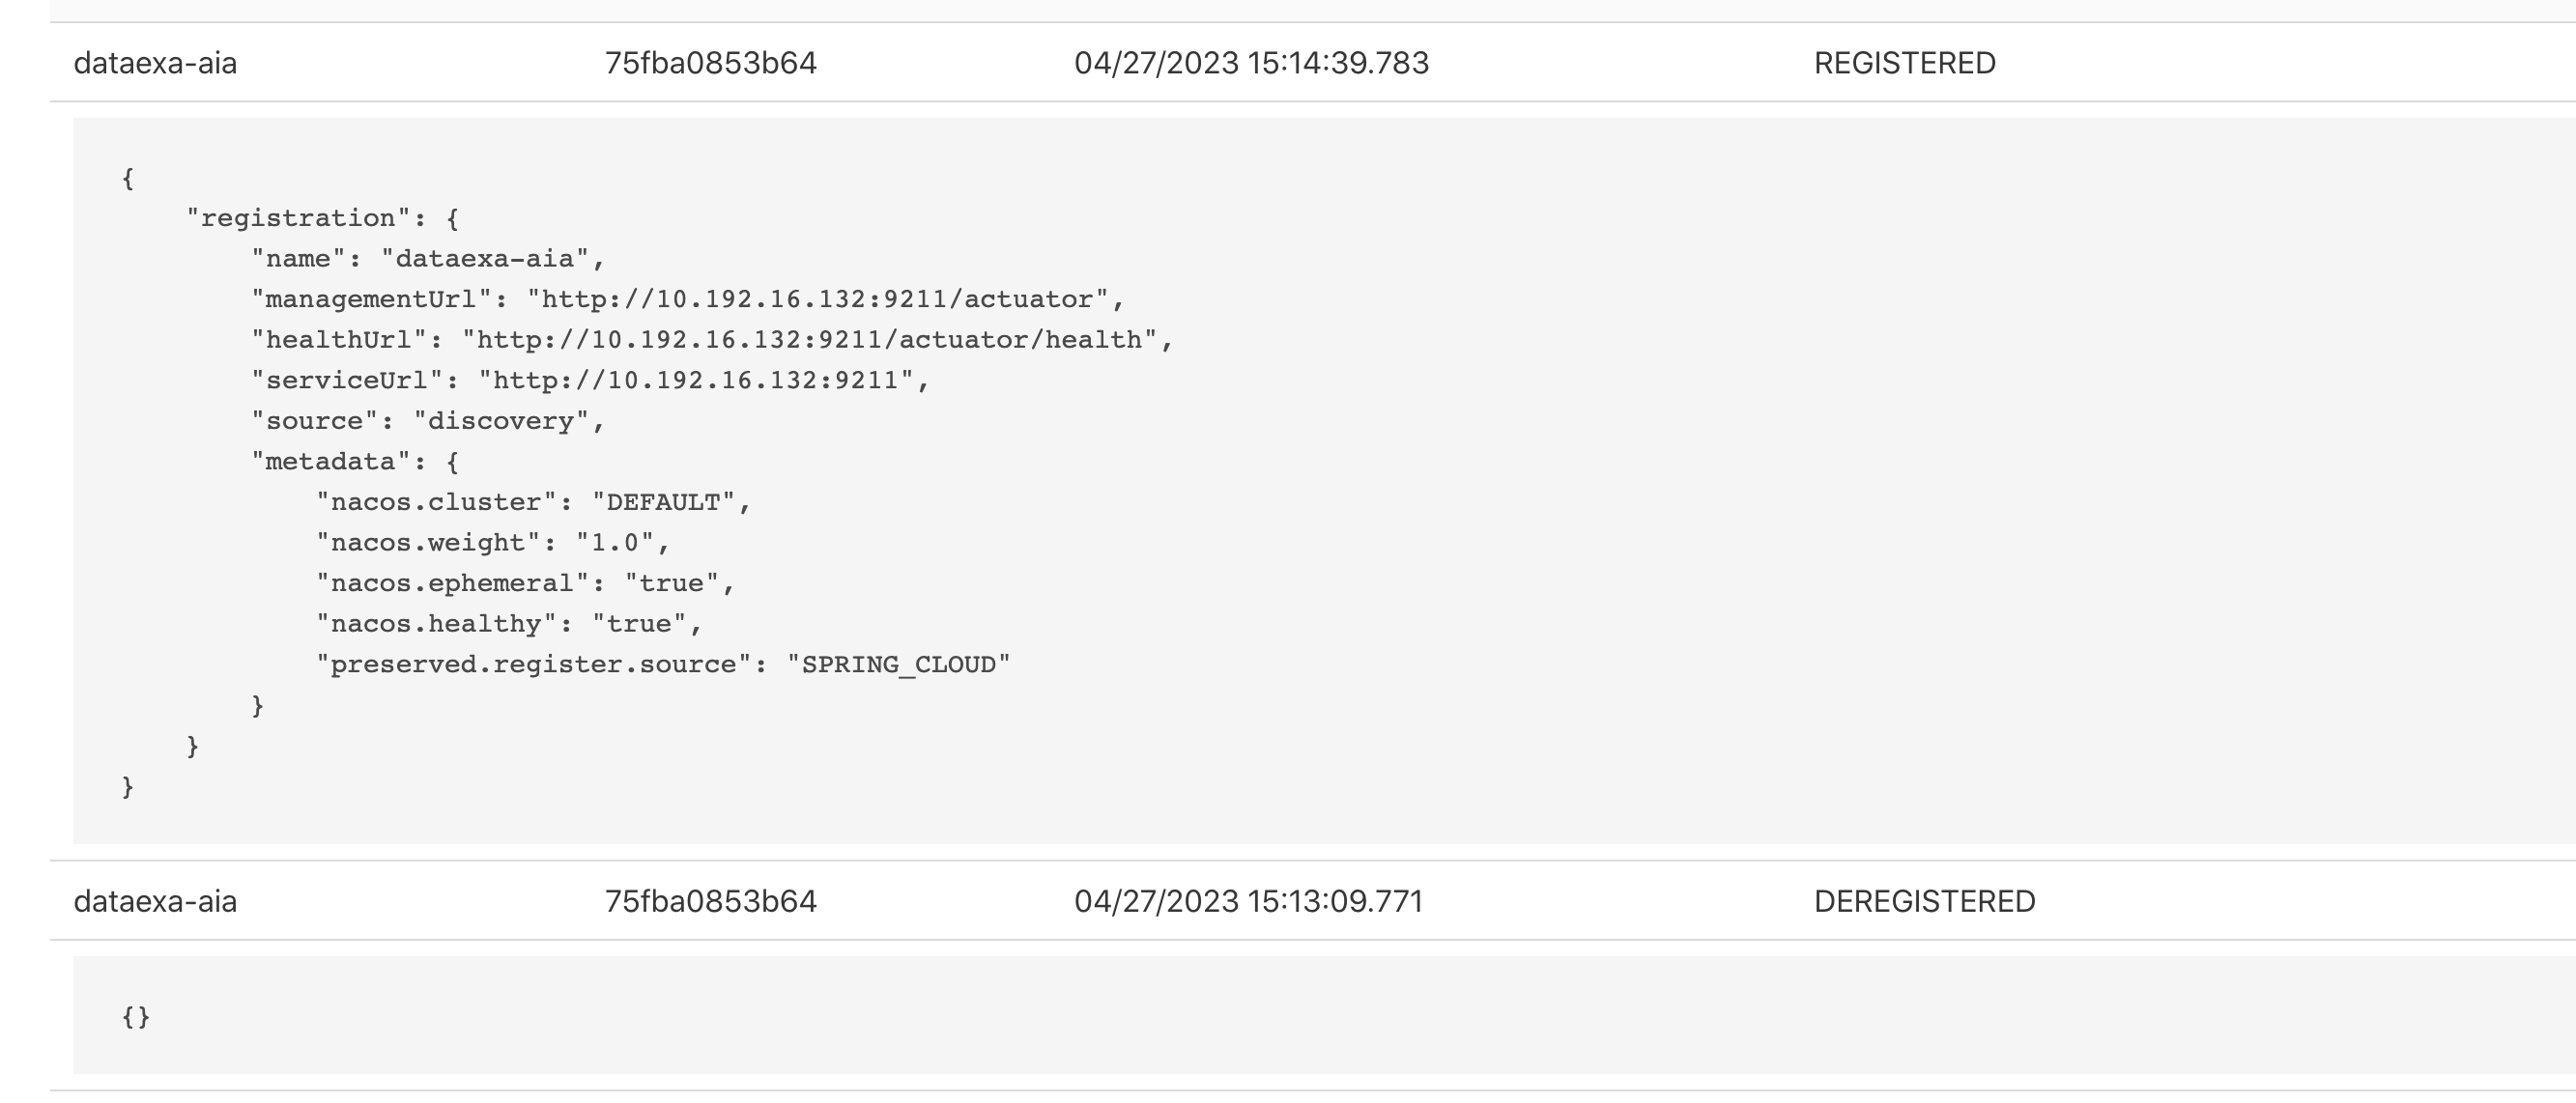 dataexa-aia 75fba0853b64 04/27/2023 15:14:39.783 REGISTERED
{
"registration": {
"name": "dataexa-aia",
"managementUrl": "http://10.192.16.132:9211/actuator",
"healthUrl": "http://10.192.16.132:9211/actuator/health",
"serviceUrl": "http://10.192.16.132:9211",
"source": "discovery",
"metadata": {
"nacos.cluster": "DEFAULT",
"nacos.weight": "1.0",
"nacos.ephemeral": "true",
"nacos.healthy": "true",
"preserved.register.source": "SPRING_CLOUD"
}
}
}
dataexa-aia 75fba0853b64 04/27/2023 15:13:09.771 DEREGISTERED
{}